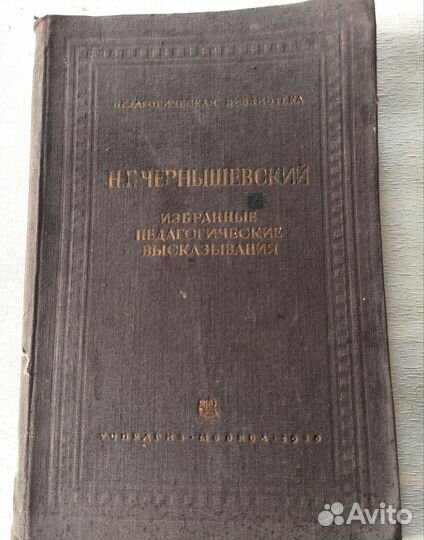 ПЕДАГОГИЧЕСКАЯ БИБЛИОТЕКА
Н.Г. ЧЕРНЫШЕВСКИЙ
ИЗБРАННЫЕ
ПЕДАГОГИЧЕСКИЕ
ВЫСКАЗЫВАНИЯ
УЧПЕДГИЗ · МОСКВА ·
Avito